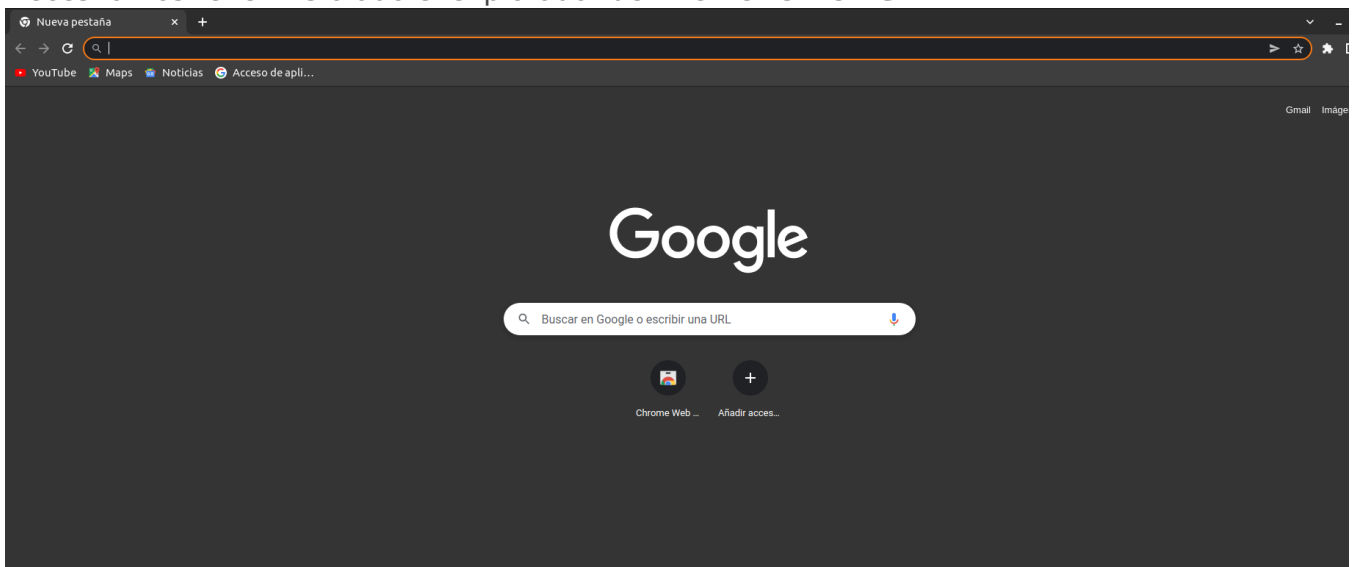 Nueva pestaña
YouTube Maps Noticias Acceso de apli...
Gmail Imáge
Google
Buscar en Google o escribir una URL
Chrome Web ... Añadir acces...